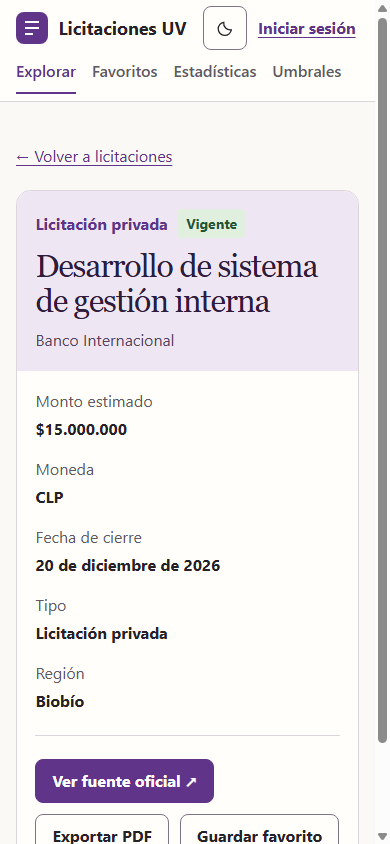 Licitaciones UV
Iniciar sesión
Explorar Favoritos Estadísticas Umbrales
← Volver a licitaciones
Licitación privada Vigente
Desarrollo de sistema
de gestión interna
Banco Internacional
Monto estimado
$15.000.000
Moneda
CLP
Fecha de cierre
20 de diciembre de 2026
Tipo
Licitación privada
Región
Biobío
Ver fuente oficial ↗
Exportar PDF Guardar favorito